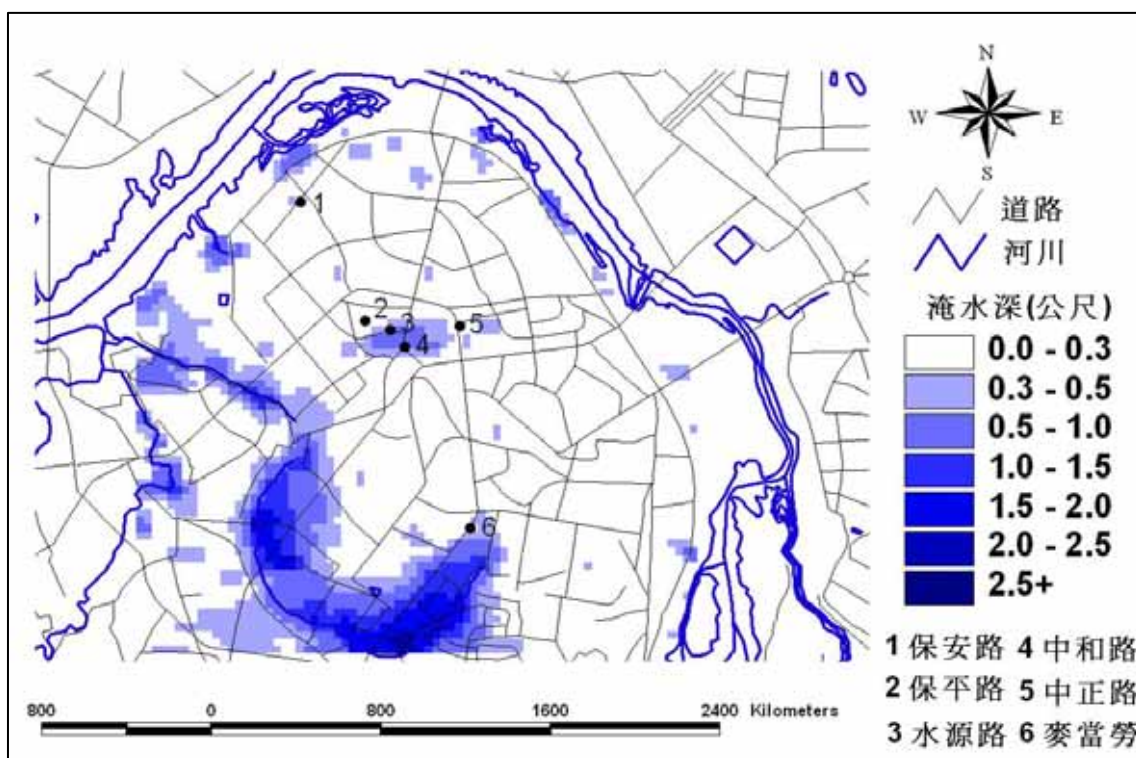 N
W E
S
道路
河川
淹水深(公尺)
0.0 - 0.3
0.3 - 0.5
0.5 - 1.0
1.0 - 1.5
1.5 - 2.0
2.0 - 2.5
2.5+
1
2
3
4
5
6
1 保安路 4 中和路
2 保平路 5 中正路
3 水源路 6 麥當勞
800 0 800 1600 2400 Kilometers